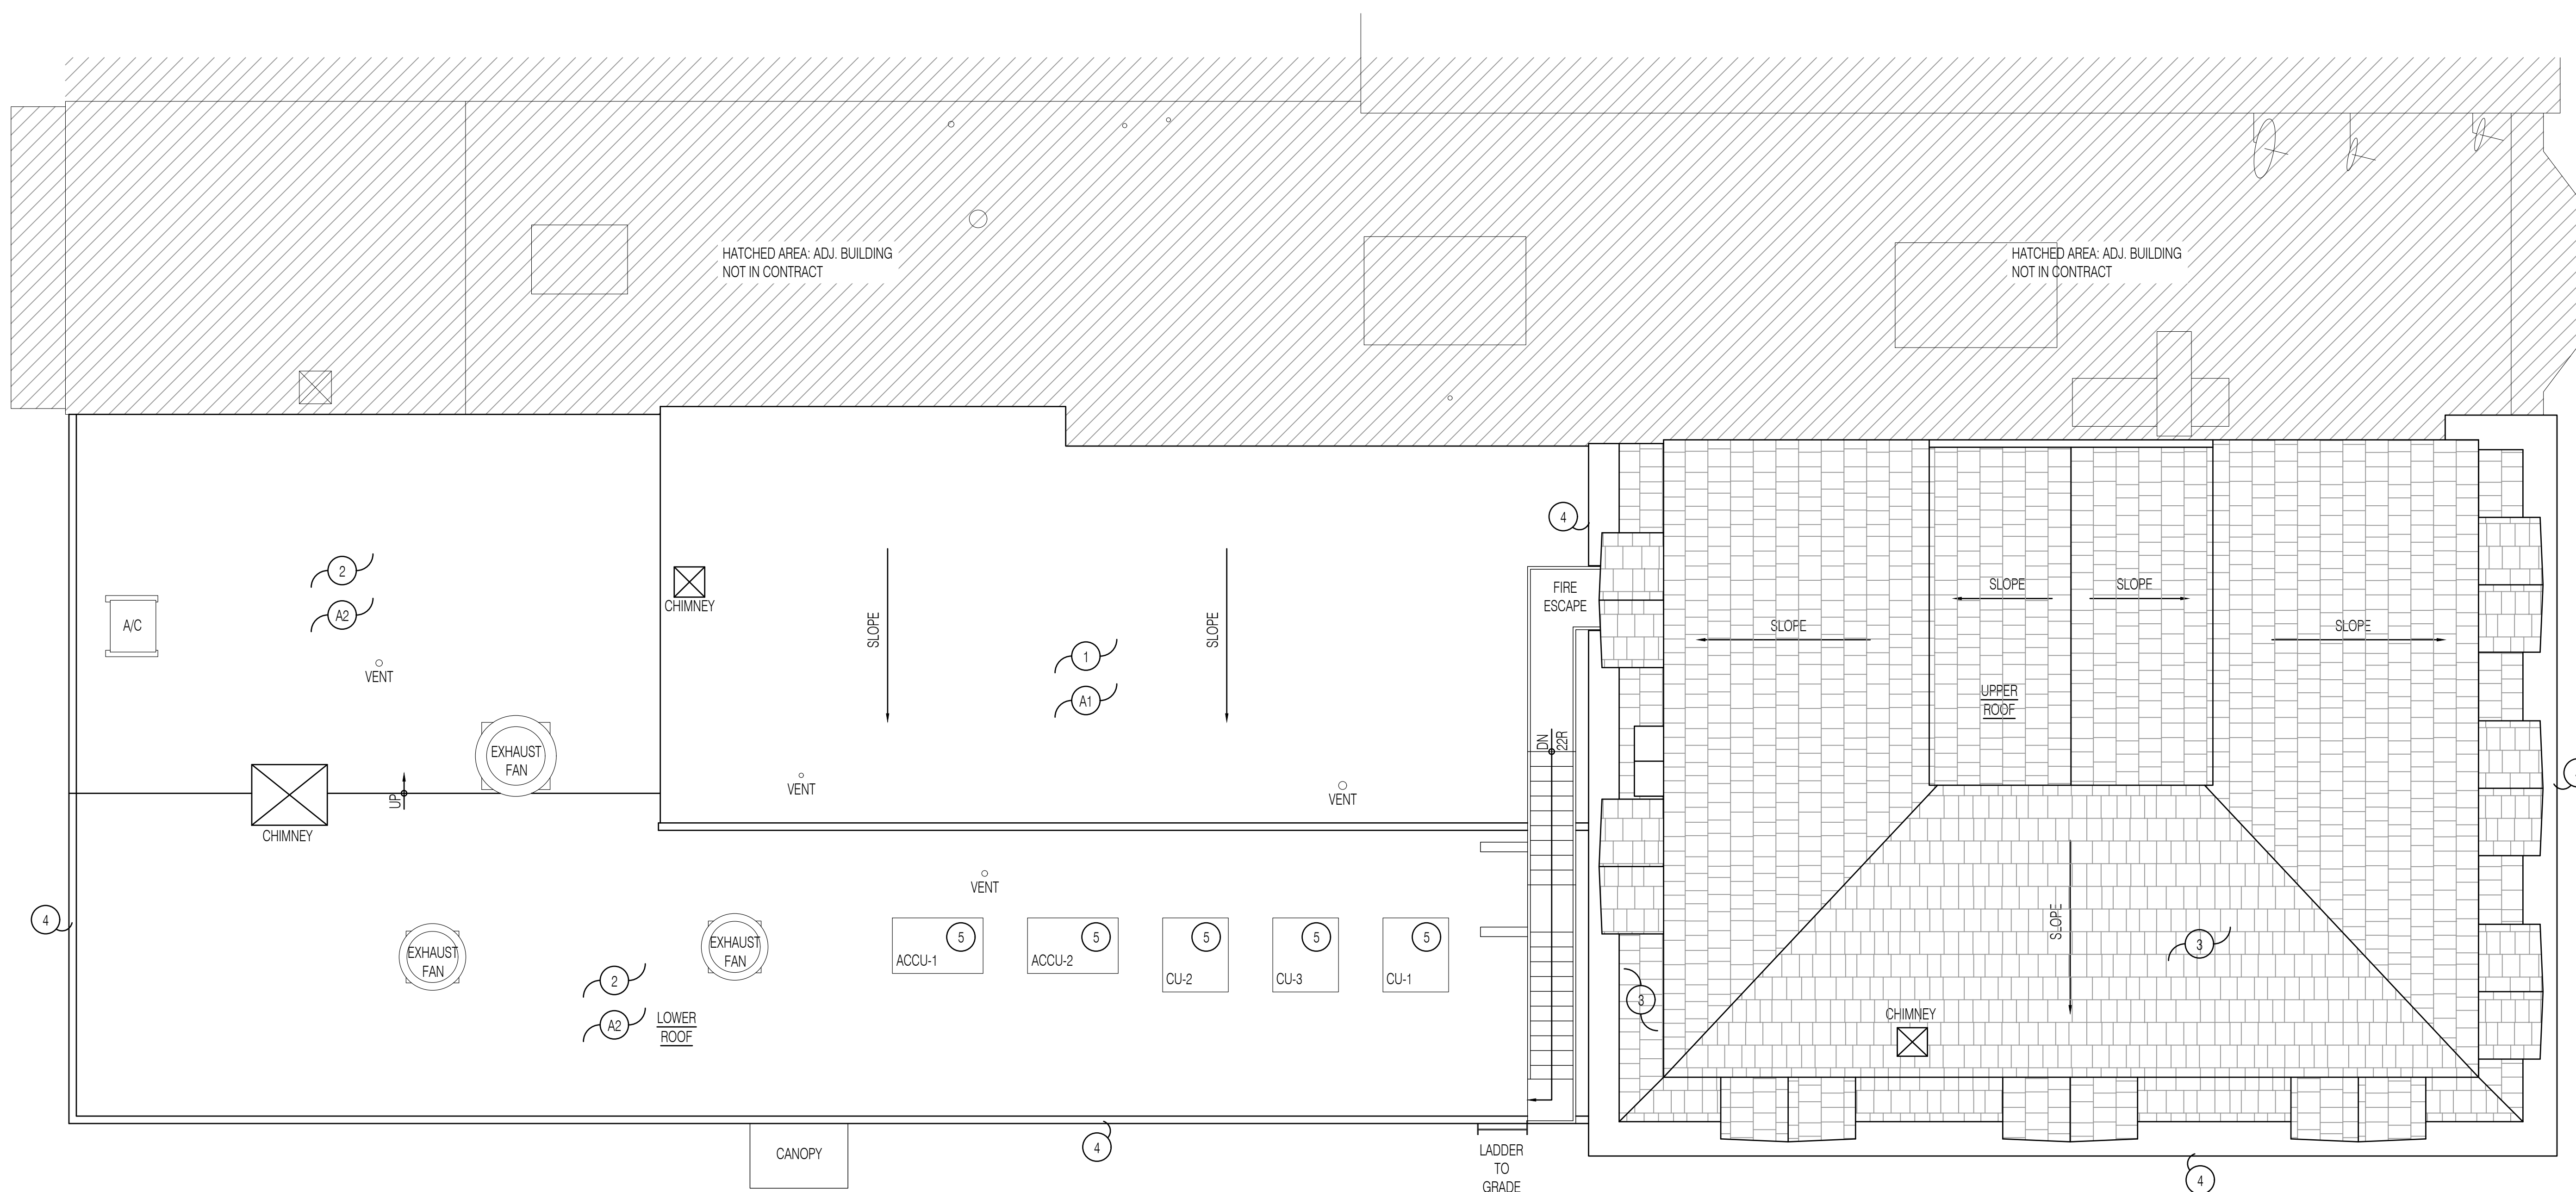 HATCHED AREA: ADJ. BUILDING
NOT IN CONTRACT
HATCHED AREA: ADJ. BUILDING
NOT IN CONTRACT
4
2
A2
A/C
VENT
EXHAUST
FAN
CHIMNEY
UP
CHIMNEY
SLOPE
SLOPE
1
A1
VENT
VENT
FIRE
ESCAPE
DN
22R
SLOPE
SLOPE
SLOPE
SLOPE
UPPER
ROOF
SLOPE
3
3
CHIMNEY
4
EXHAUST
FAN
EXHAUST
FAN
2
A2
LOWER
ROOF
VENT
5
ACCU-1
5
ACCU-2
5
CU-2
5
CU-3
5
CU-1
CANOPY
4
LADDER
TO
GRADE
4